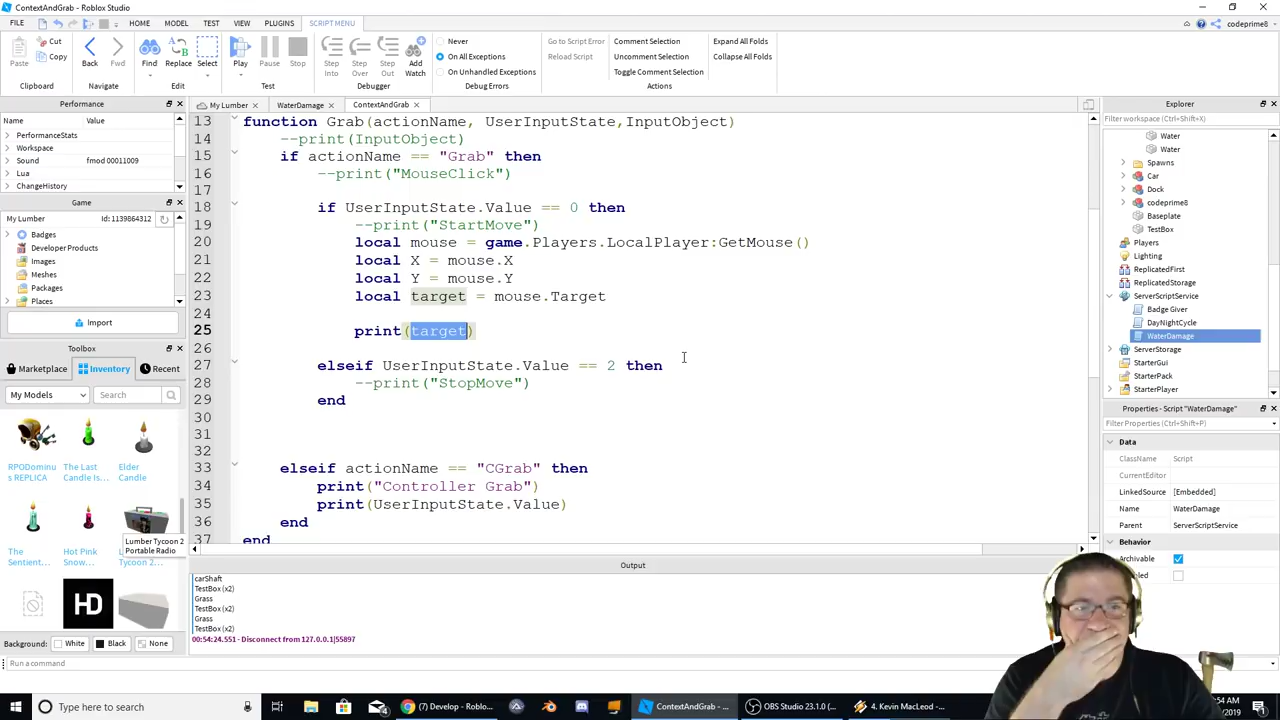 ContextAndGrab - Roblox Studio
FILE HOME MODEL TEST VIEW PLUGINS SCRIPT MENU codeprime8
Paste Cut Copy Back Fwd Find Replace Select Play Pause Stop Step Into Step Over Step Out Add Watch
Never
On All Exceptions
On Unhandled Exceptions
Go to Script Error
Reload Script
Comment Selection
Uncomment Selection
Toggle Comment Selection
Expand All Folds
Collapse All Folds
Clipboard Navigate Edit Test Debugger Debug Errors Actions
Performance
Name Value
PerformanceStats
Workspace
Sound fmod 00011009
Lua
ChangeHistory
Game
My Lumber Id: 1139864312
Badges
Developer Products
Images
Meshes
Packages
Places
Import
Toolbox
Marketplace Inventory Recent
My Models Search
RPODominu
s REPLICA
The Last
Candle Is...
Elder
Candle
The
Sentient...
Hot Pink
Snow...
Tycoon 2...
Lumber Tycoon 2
Portable Radio
HD
Background: White Black None
My Lumber WaterDamage ContextAndGrab
13 function Grab(actionName, UserInputState,InputObject)
14 --print(InputObject)
15 if actionName == "Grab" then
16 --print("MouseClick")
17
18 if UserInputState.Value == 0 then
19 --print("StartMove")
20 local mouse = game.Players.LocalPlayer:GetMouse()
21 local X = mouse.X
22 local Y = mouse.Y
23 local target = mouse.Target
24
25 print(target)
26
27 elseif UserInputState.Value == 2 then
28 --print("StopMove")
29 end
30
31
32
33 elseif actionName == "CGrab" then
34 print("Controller Grab")
35 print(UserInputState.Value)
36 end
end
Output
carShaft
TestBox (x2)
Grass
TestBox (x2)
Grass
TestBox (x2)
00:54:24.551 - Disconnect from 127.0.0.1|55897
Run a command
Explorer
Filter workspace (Ctrl+Shift+X)
Water
Water
Spawns
Car
Dock
codeprime8
Baseplate
TestBox
Players
Lighting
ReplicatedFirst
ReplicatedStorage
ServerScriptService
Badge Giver
DayNightCycle
WaterDamage
ServerStorage
StarterGui
StarterPack
StarterPlayer
Properties - Script "WaterDamage"
Filter Properties (Ctrl+Shift+P)
Data
ClassName Script
CurrentEditor
LinkedSource [Embedded]
Name WaterDamage
Parent ServerScriptService
Behavior
Archivable
Type here to search
(7) Develop - Roblox...
ContextAndGrab - ...
OBS Studio 23.1.0 (...
4. Kevin MacLeod - ...